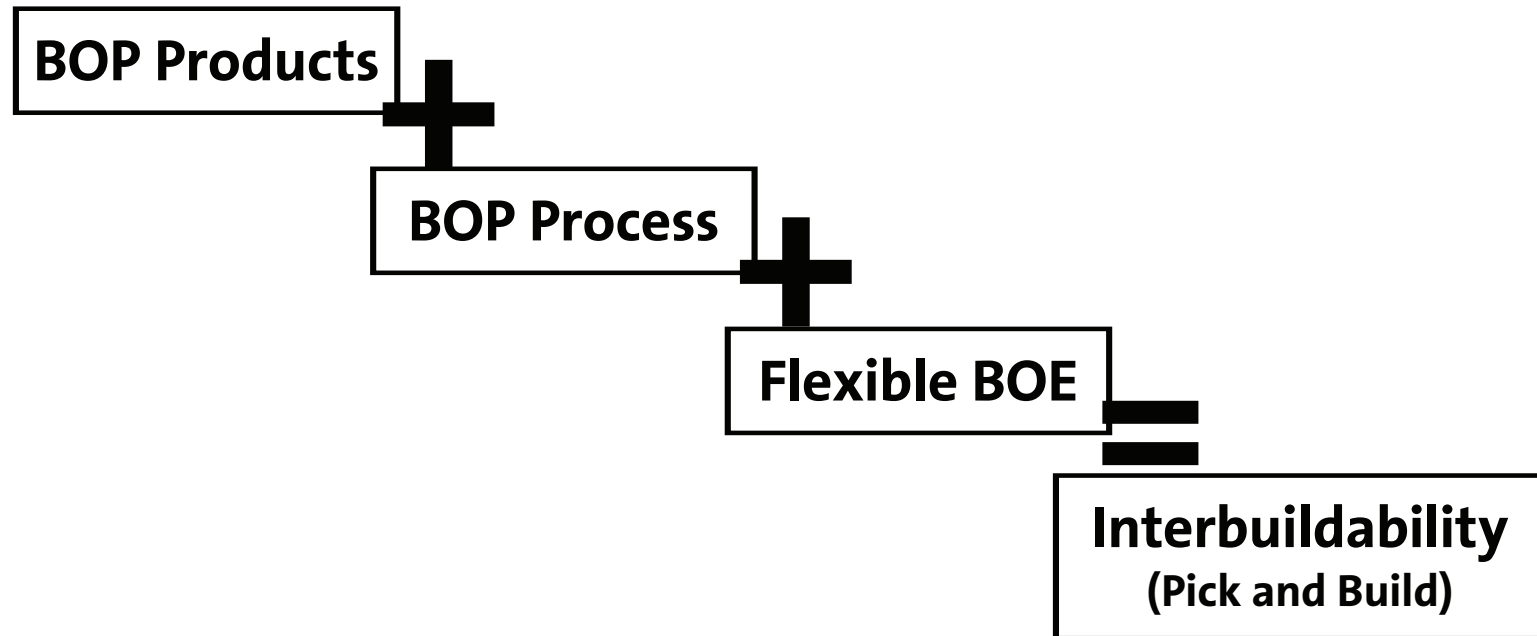 BOP Products
+
BOP Process
+
Flexible BOE
=
Interbuildability
(Pick and Build)